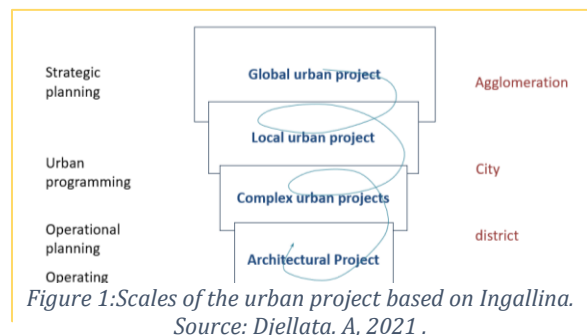 Global urban project
Strategic
planning
Agglomeration
Local urban project
Urban
programming
City
Complex urban projects
Operational
planning
district
Architectural Project
Operating
Figure 1:Scales of the urban project based on Ingallina.
Source: Djellata. A, 2021 .